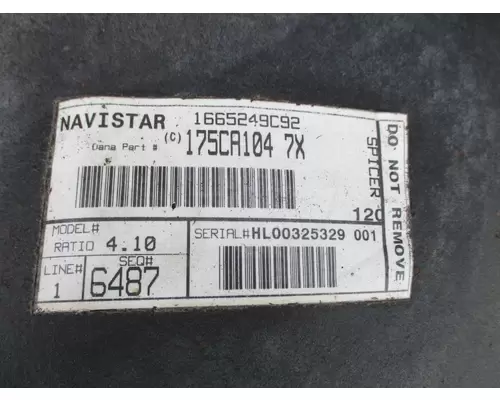 NAVISTAR 1665249C92
Dana Part # (C) 175CA104 7X
SPICER
120
DO NOT REMOVE
MODEL#
RATIO 4.10
SERIAL# HL00325329 001
LINE# 1
SEQ# 6487